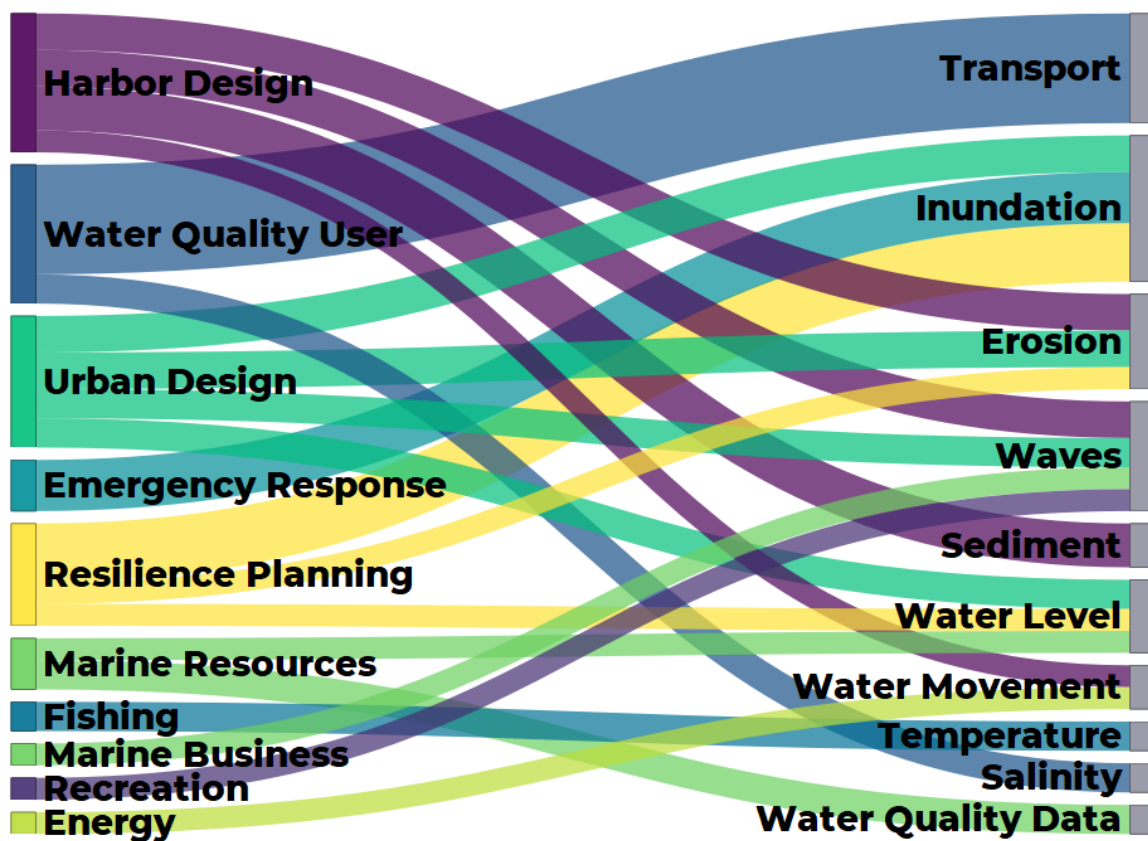 Harbor Design
Water Quality User
Urban Design
Emergency Response
Resilience Planning
Marine Resources
Fishing
Marine Business
Recreation
Energy
Transport
Inundation
Erosion
Waves
Sediment
Water Level
Water Movement
Temperature
Salinity
Water Quality Data